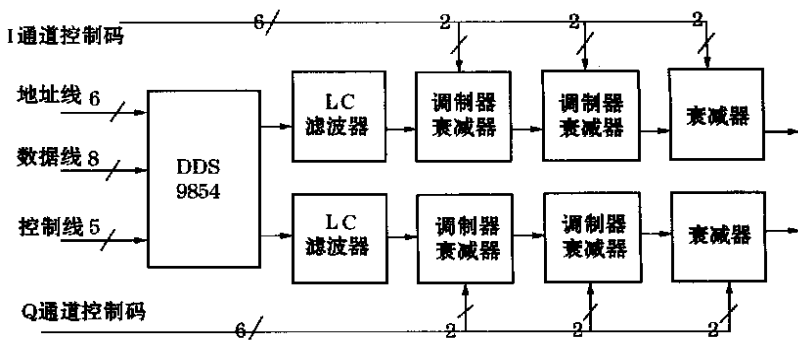 6 2 2 2
I通道控制码
地址线 6
数据线 8
控制线 5
DDS
9854
LC
滤波器
调制器
衰减器
调制器
衰减器
衰减器
LC
滤波器
调制器
衰减器
调制器
衰减器
衰减器
Q通道控制码
6 2 2 2